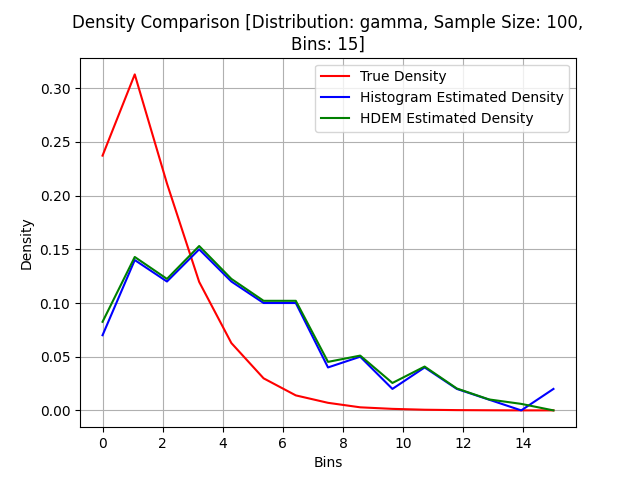 Density Comparison [Distribution: gamma, Sample Size: 100,
Bins: 15]
True Density
Histogram Estimated Density
HDEM Estimated Density
Density
0.30
0.25
0.20
0.15
0.10
0.05
0.00
0 2 4 6 8 10 12 14
Bins